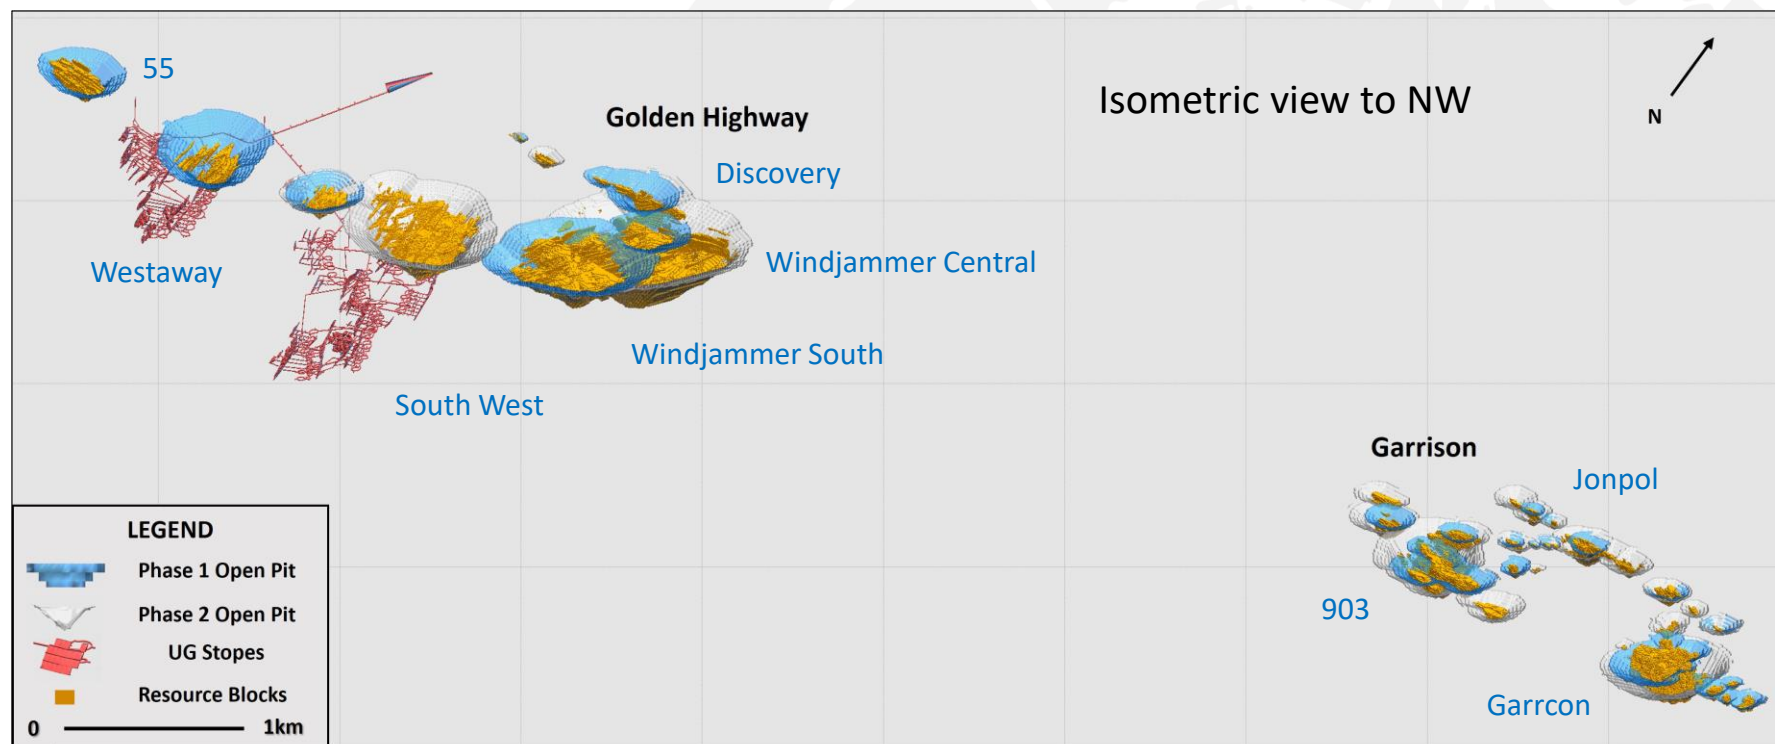 55
Golden Highway
Isometric view to NW
N
Discovery
Westaway
Windjammer Central
Windjammer South
South West
Garrison
Jonpol
903
Garrcon
LEGEND
Phase 1 Open Pit
Phase 2 Open Pit
UG Stopes
Resource Blocks
0 1km